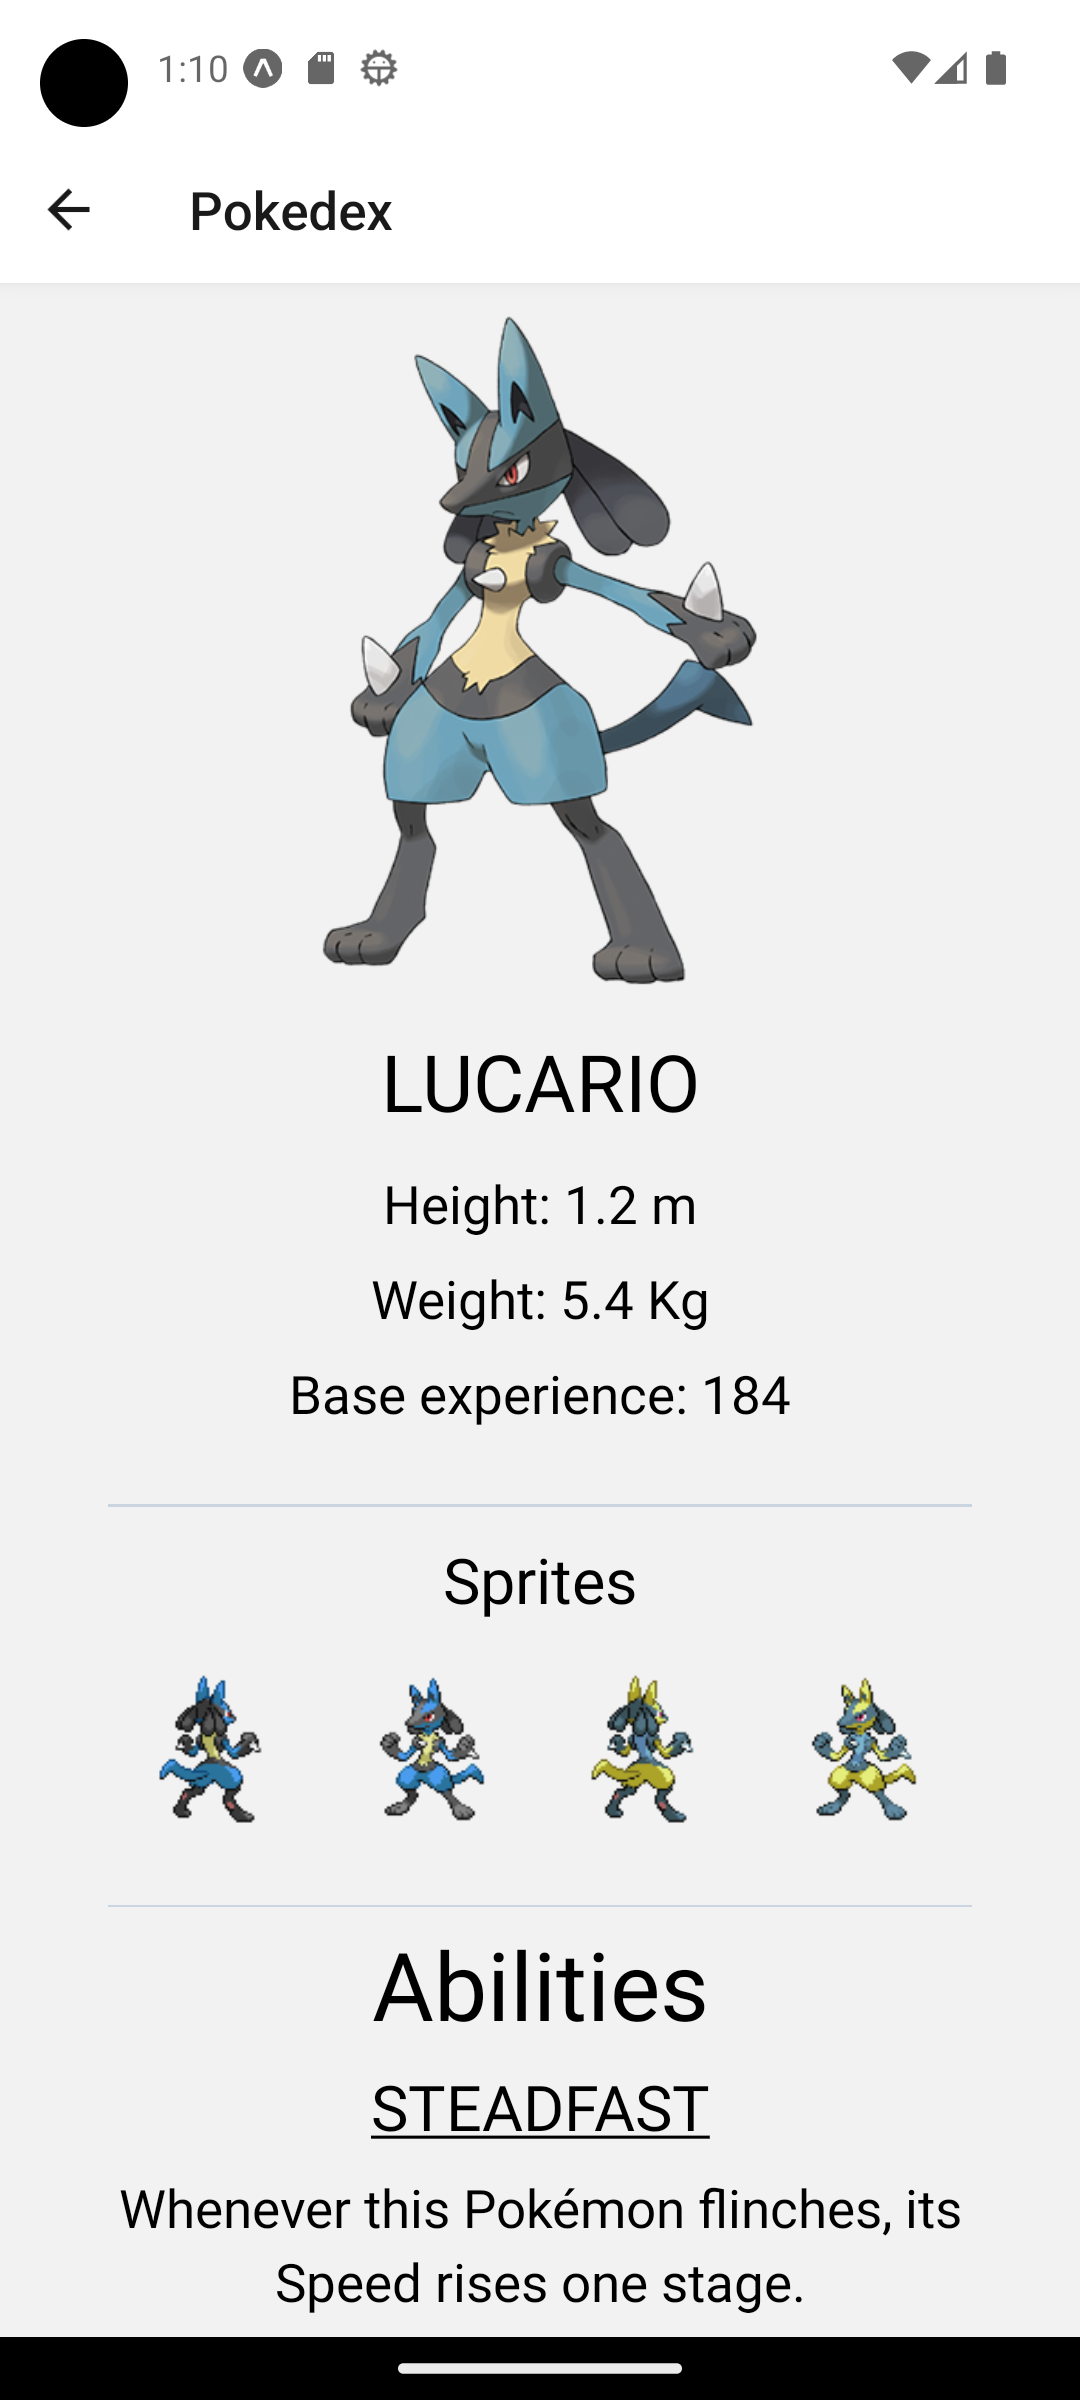 1:10
Pokedex
LUCARIO
Height: 1.2 m
Weight: 5.4 Kg
Base experience: 184
Sprites
Abilities
STEADFAST
Whenever this Pokémon flinches, its
Speed rises one stage.